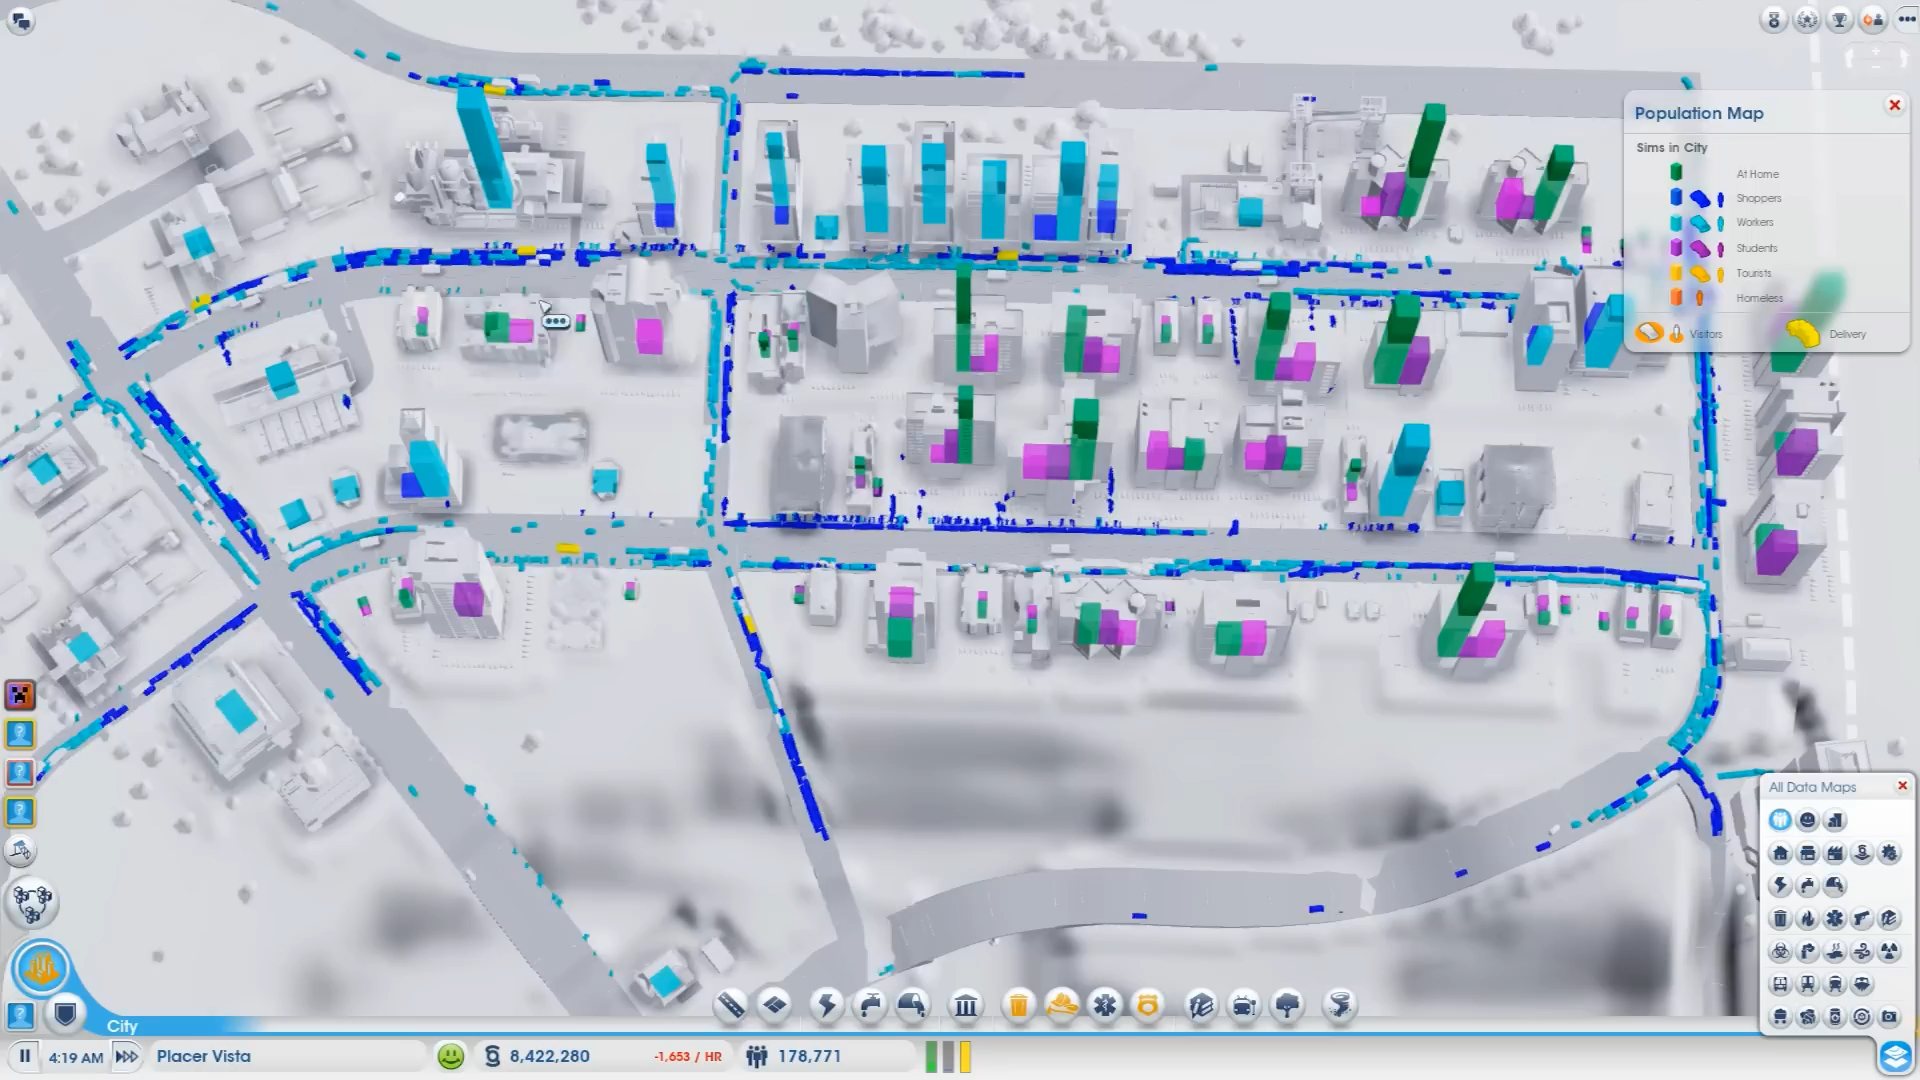 Population Map
Sims in City
At Home
Shoppers
Workers
Students
Tourists
Homeless
Visitors
Delivery
All Data Maps
City
4:19 AM
Placer Vista
8,422,280
-1,653 / HR
178,771